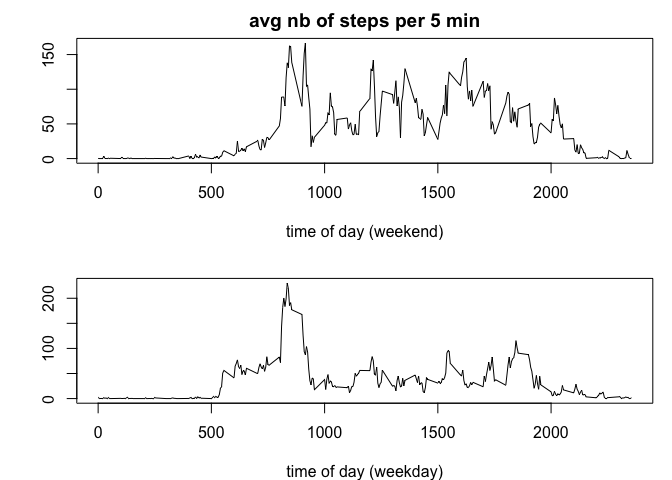 avg nb of steps per 5 min
0 50 150
0 500 1000 1500 2000
time of day (weekend)
0 100 200
0 500 1000 1500 2000
time of day (weekday)